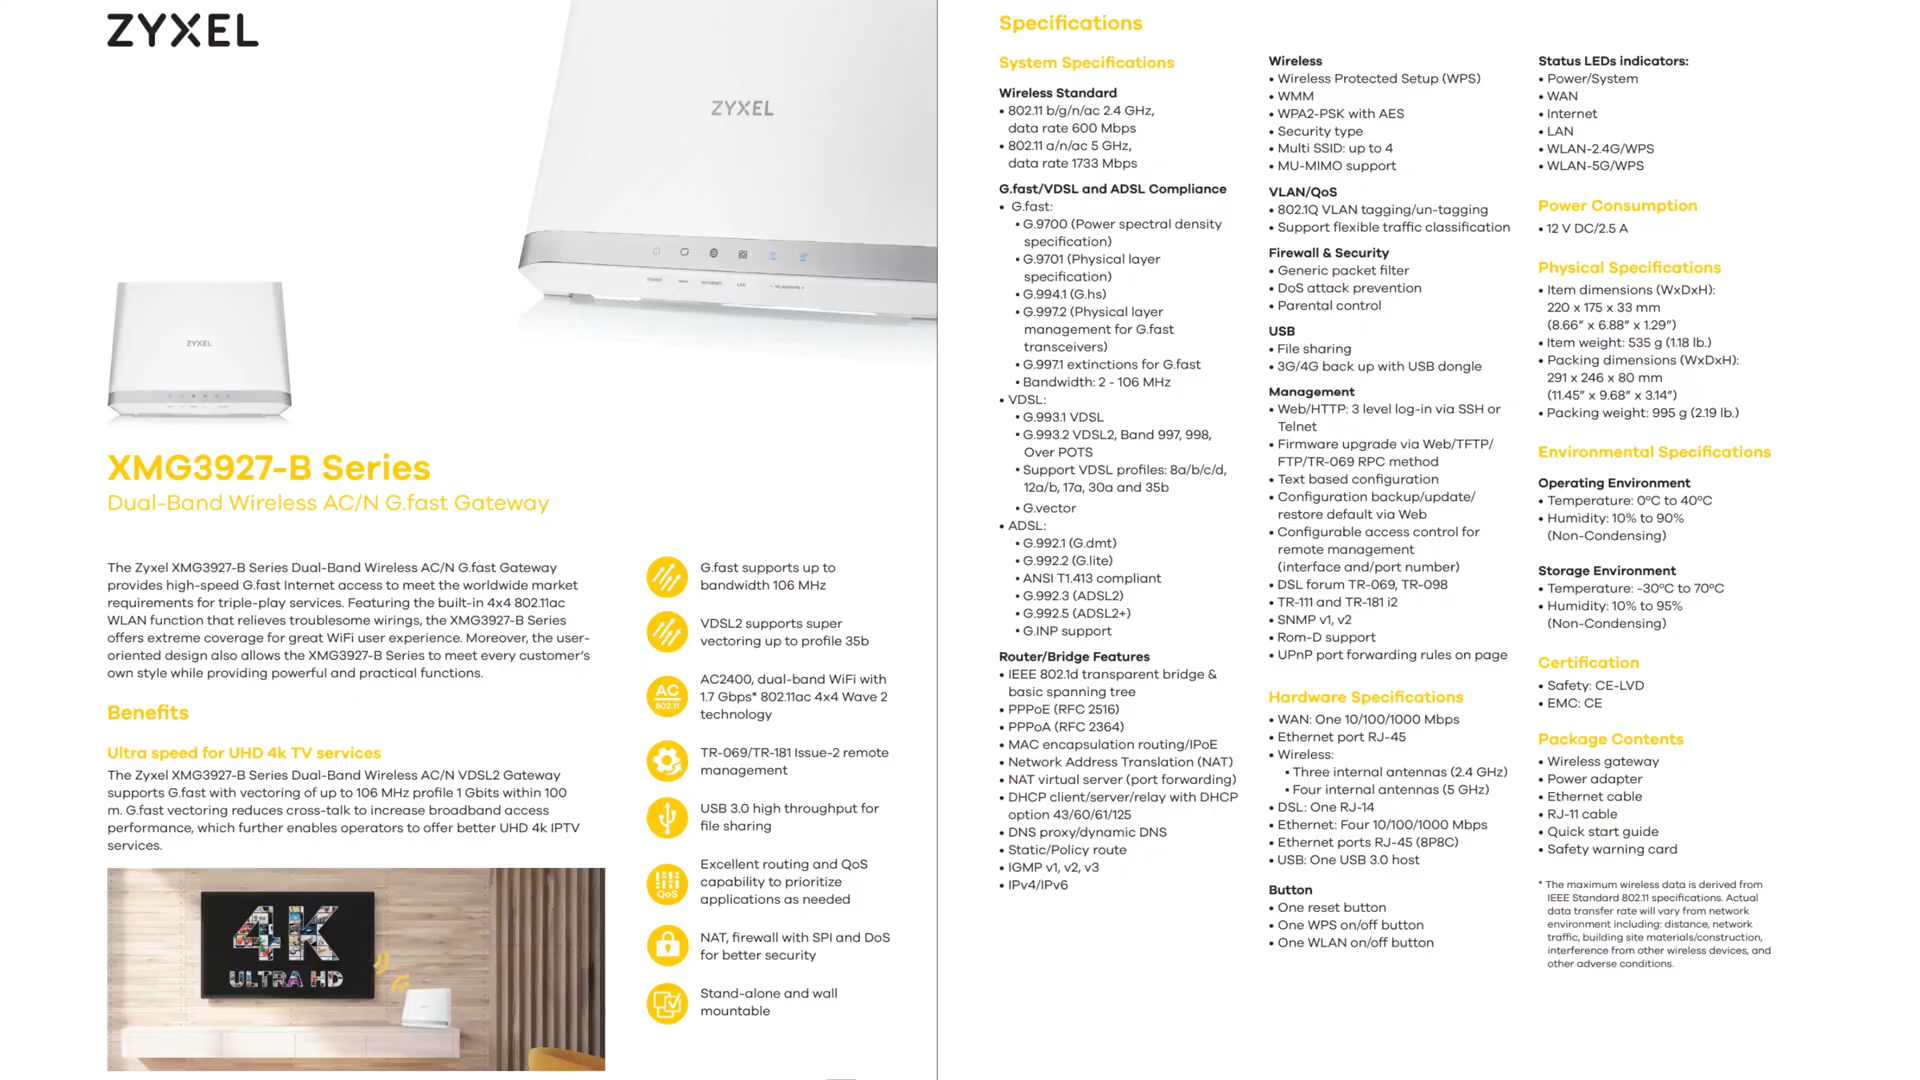 ZYXEL
ZYXEL
POWER WAN INTERNET LAN
ZYXEL
XMG3927-B Series
Dual-Band Wireless AC/N G.fast Gateway
The Zyxel XMG3927-B Series Dual-Band Wireless AC/N G.fast Gateway
provides high-speed G.fast Internet access to meet the worldwide market
requirements for triple-play services. Featuring the built-in 4x4 802.11ac
WLAN function that relieves troublesome wirings, the XMG3927-B Series
offers extreme coverage for great WiFi user experience. Moreover, the user-
oriented design also allows the XMG3927-B Series to meet every customer's
own style while providing powerful and practical functions.
Benefits
Ultra speed for UHD 4k TV services
The Zyxel XMG3927-B Series Dual-Band Wireless AC/N VDSL2 Gateway
supports G.fast with vectoring of up to 106 MHz profile 1 Gbits within 100
m. G.fast vectoring reduces cross-talk to increase broadband access
performance, which further enables operators to offer better UHD 4k IPTV
services.
4K
ULTRA HD
G.fast supports up to
bandwidth 106 MHz
VDSL2 supports super
vectoring up to profile 35b
AC
802.11
AC2400, dual-band WiFi with
1.7 Gbps* 802.11ac 4x4 Wave 2
technology
TR-069/TR-181 Issue-2 remote
management
USB 3.0 high throughput for
file sharing
QoS
Excellent routing and QoS
capability to prioritize
applications as needed
NAT, firewall with SPI and DoS
for better security
Stand-alone and wall
mountable
Specifications
System Specifications
Wireless Standard
• 802.11 b/g/n/ac 2.4 GHz,
data rate 600 Mbps
• 802.11 a/n/ac 5 GHz,
data rate 1733 Mbps
G.fast/VDSL and ADSL Compliance
• G.fast:
▪ G.9700 (Power spectral density
specification)
▪ G.9701 (Physical layer
specification)
▪ G.994.1 (G.hs)
▪ G.997.2 (Physical layer
management for G.fast
transceivers)
▪ G.997.1 extinctions for G.fast
▪ Bandwidth: 2 - 106 MHz
• VDSL:
▪ G.993.1 VDSL
▪ G.993.2 VDSL2, Band 997, 998,
Over POTS
▪ Support VDSL profiles: 8a/b/c/d,
12a/b, 17a, 30a and 35b
▪ G.vector
• ADSL:
▪ G.992.1 (G.dmt)
▪ G.992.2 (G.lite)
▪ ANSI T1.413 compliant
▪ G.992.3 (ADSL2)
▪ G.992.5 (ADSL2+)
▪ G.INP support
Router/Bridge Features
• IEEE 802.1d transparent bridge &
basic spanning tree
• PPPoE (RFC 2516)
• PPPoA (RFC 2364)
• MAC encapsulation routing/IPoE
• Network Address Translation (NAT)
• NAT virtual server (port forwarding)
• DHCP client/server/relay with DHCP
option 43/60/61/125
• DNS proxy/dynamic DNS
• Static/Policy route
• IGMP v1, v2, v3
• IPv4/IPv6
Wireless
• Wireless Protected Setup (WPS)
• WMM
• WPA2-PSK with AES
• Security type
• Multi SSID: up to 4
• MU-MIMO support
VLAN/QoS
• 802.1Q VLAN tagging/un-tagging
• Support flexible traffic classification
Firewall & Security
• Generic packet filter
• DoS attack prevention
• Parental control
USB
• File sharing
• 3G/4G back up with USB dongle
Management
• Web/HTTP: 3 level log-in via SSH or
Telnet
• Firmware upgrade via Web/TFTP/
FTP/TR-069 RPC method
• Text based configuration
• Configuration backup/update/
restore default via Web
• Configurable access control for
remote management
(interface and/port number)
• DSL forum TR-069, TR-098
• TR-111 and TR-181 i2
• SNMP v1, v2
• Rom-D support
• UPnP port forwarding rules on page
Hardware Specifications
• WAN: One 10/100/1000 Mbps
• Ethernet port RJ-45
• Wireless:
▪ Three internal antennas (2.4 GHz)
▪ Four internal antennas (5 GHz)
• DSL: One RJ-14
• Ethernet: Four 10/100/1000 Mbps
• Ethernet ports RJ-45 (8P8C)
• USB: One USB 3.0 host
Button
• One reset button
• One WPS on/off button
• One WLAN on/off button
Status LEDs indicators:
• Power/System
• WAN
• Internet
• LAN
• WLAN-2.4G/WPS
• WLAN-5G/WPS
Power Consumption
• 12 V DC/2.5 A
Physical Specifications
• Item dimensions (WxDxH):
220 x 175 x 33 mm
(8.66" x 6.88" x 1.29")
• Item weight: 535 g (1.18 lb.)
• Packing dimensions (WxDxH):
291 x 246 x 80 mm
(11.45" x 9.68" x 3.14")
• Packing weight: 995 g (2.19 lb.)
Environmental Specifications
Operating Environment
• Temperature: 0ºC to 40ºC
• Humidity: 10% to 90%
(Non-Condensing)
Storage Environment
• Temperature: -30ºC to 70ºC
• Humidity: 10% to 95%
(Non-Condensing)
Certification
• Safety: CE-LVD
• EMC: CE
Package Contents
• Wireless gateway
• Power adapter
• Ethernet cable
• RJ-11 cable
• Quick start guide
• Safety warning card
* The maximum wireless data is derived from
IEEE Standard 802.11 specifications. Actual
data transfer rate will vary from network
environment including: distance, network
traffic, building site materials/construction,
interference from other wireless devices, and
other adverse conditions.